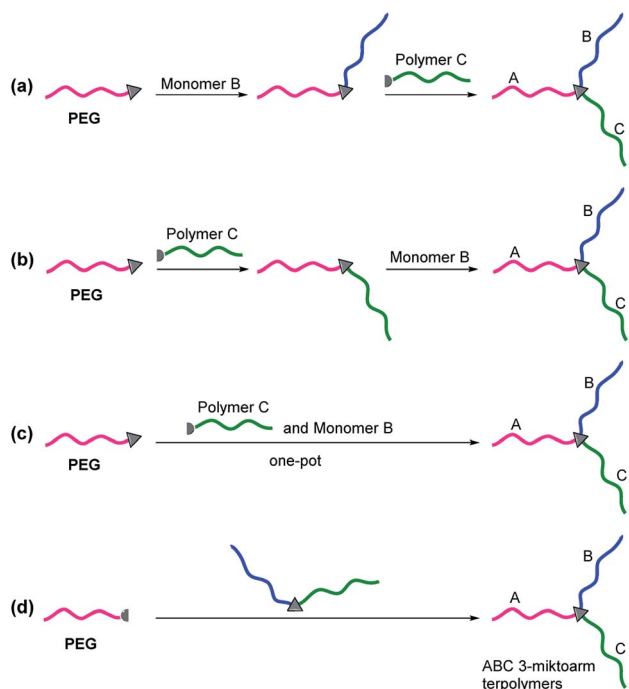 B
Polymer C
(a)
Monomer B
A
PEG
C
B
Polymer C
(b)
Monomer B
A
PEG
C
B
Polymer C
and Monomer B
(c)
A
PEG
one-pot
C
B
(d)
A
PEG
C
ABC 3-miktoarm
terpolymers